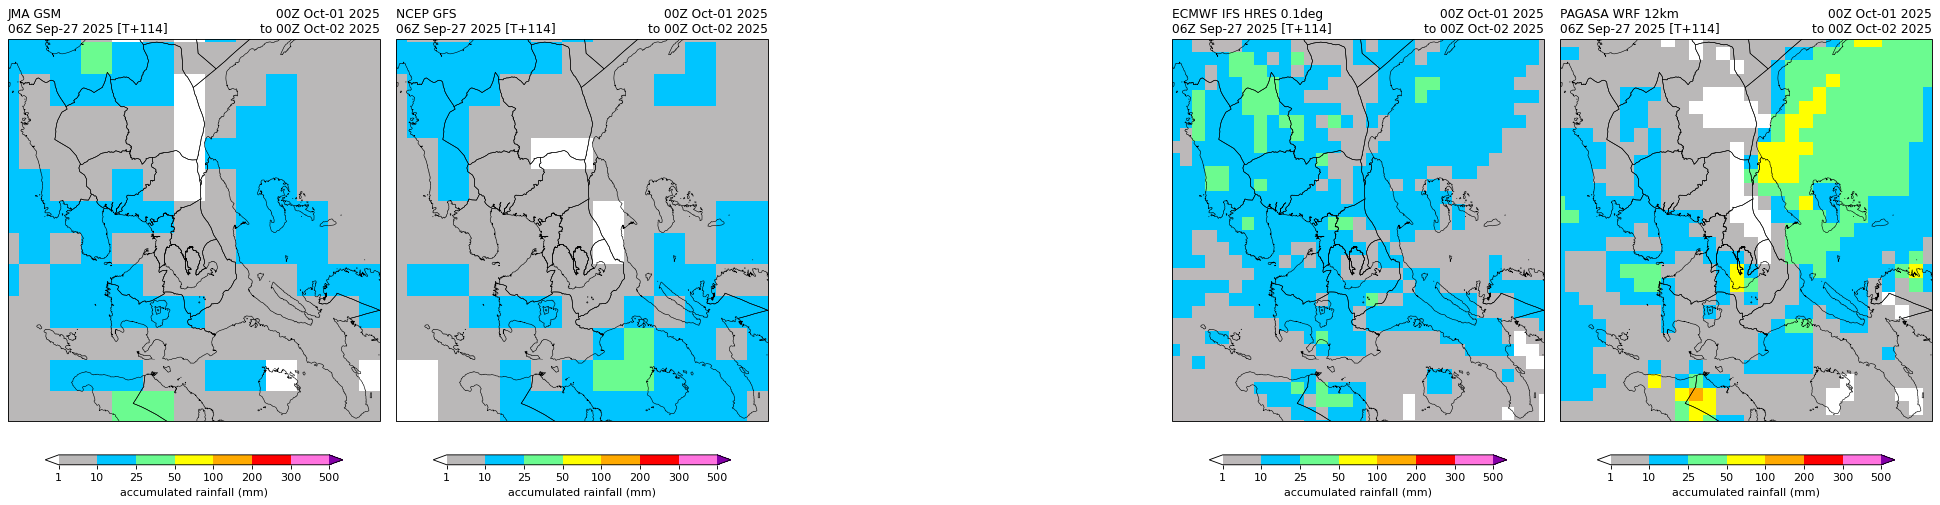 JMA GSM 00Z Oct-01 2025
06Z Sep-27 2025 [T+114] to 00Z Oct-02 2025
1 10 25 50 100 200 300 500
accumulated rainfall (mm)
NCEP GFS 00Z Oct-01 2025
06Z Sep-27 2025 [T+114] to 00Z Oct-02 2025
1 10 25 50 100 200 300 500
accumulated rainfall (mm)
ECMWF IFS HRES 0.1deg 00Z Oct-01 2025
06Z Sep-27 2025 [T+114] to 00Z Oct-02 2025
1 10 25 50 100 200 300 500
accumulated rainfall (mm)
PAGASA WRF 12km 00Z Oct-01 2025
06Z Sep-27 2025 [T+114] to 00Z Oct-02 2025
1 10 25 50 100 200 300 500
accumulated rainfall (mm)